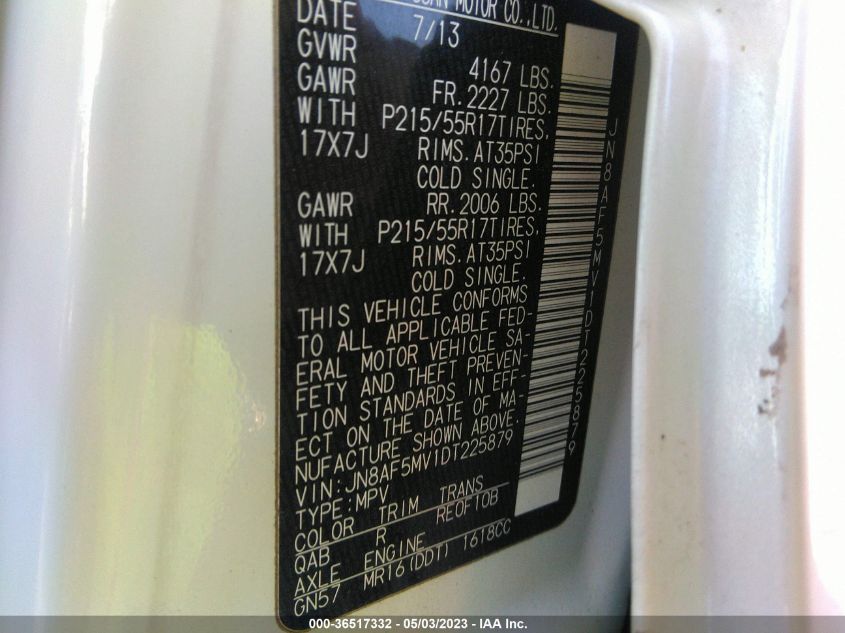 MOTOR CO.,LTD.
DATE 7/13
GVWR 4167 LBS.
GAWR FR. 2227 LBS.
WITH P215/55R17TIRES,
17X7J RIMS. AT35PSI
COLD SINGLE.
GAWR RR. 2006 LBS.
WITH P215/55R17TIRES,
17X7J RIMS. AT35PSI
COLD SINGLE.
THIS VEHICLE CONFORMS
TO ALL APPLICABLE FED-
ERAL MOTOR VEHICLE SA-
FETY AND THEFT PREVEN-
TION STANDARDS IN EFF-
ECT ON THE DATE OF MA-
NUFACTURE SHOWN ABOVE.
VIN:JN8AF5MV1DT225879
TYPE:MPV
COLOR TRIM TRANS
QAB R REOF10B
AXLE ENGINE
GN57 MR16(DDT) 1618CC
JN8AF5MV1DT225879
000-36517332 - 05/03/2023 - IAA Inc.